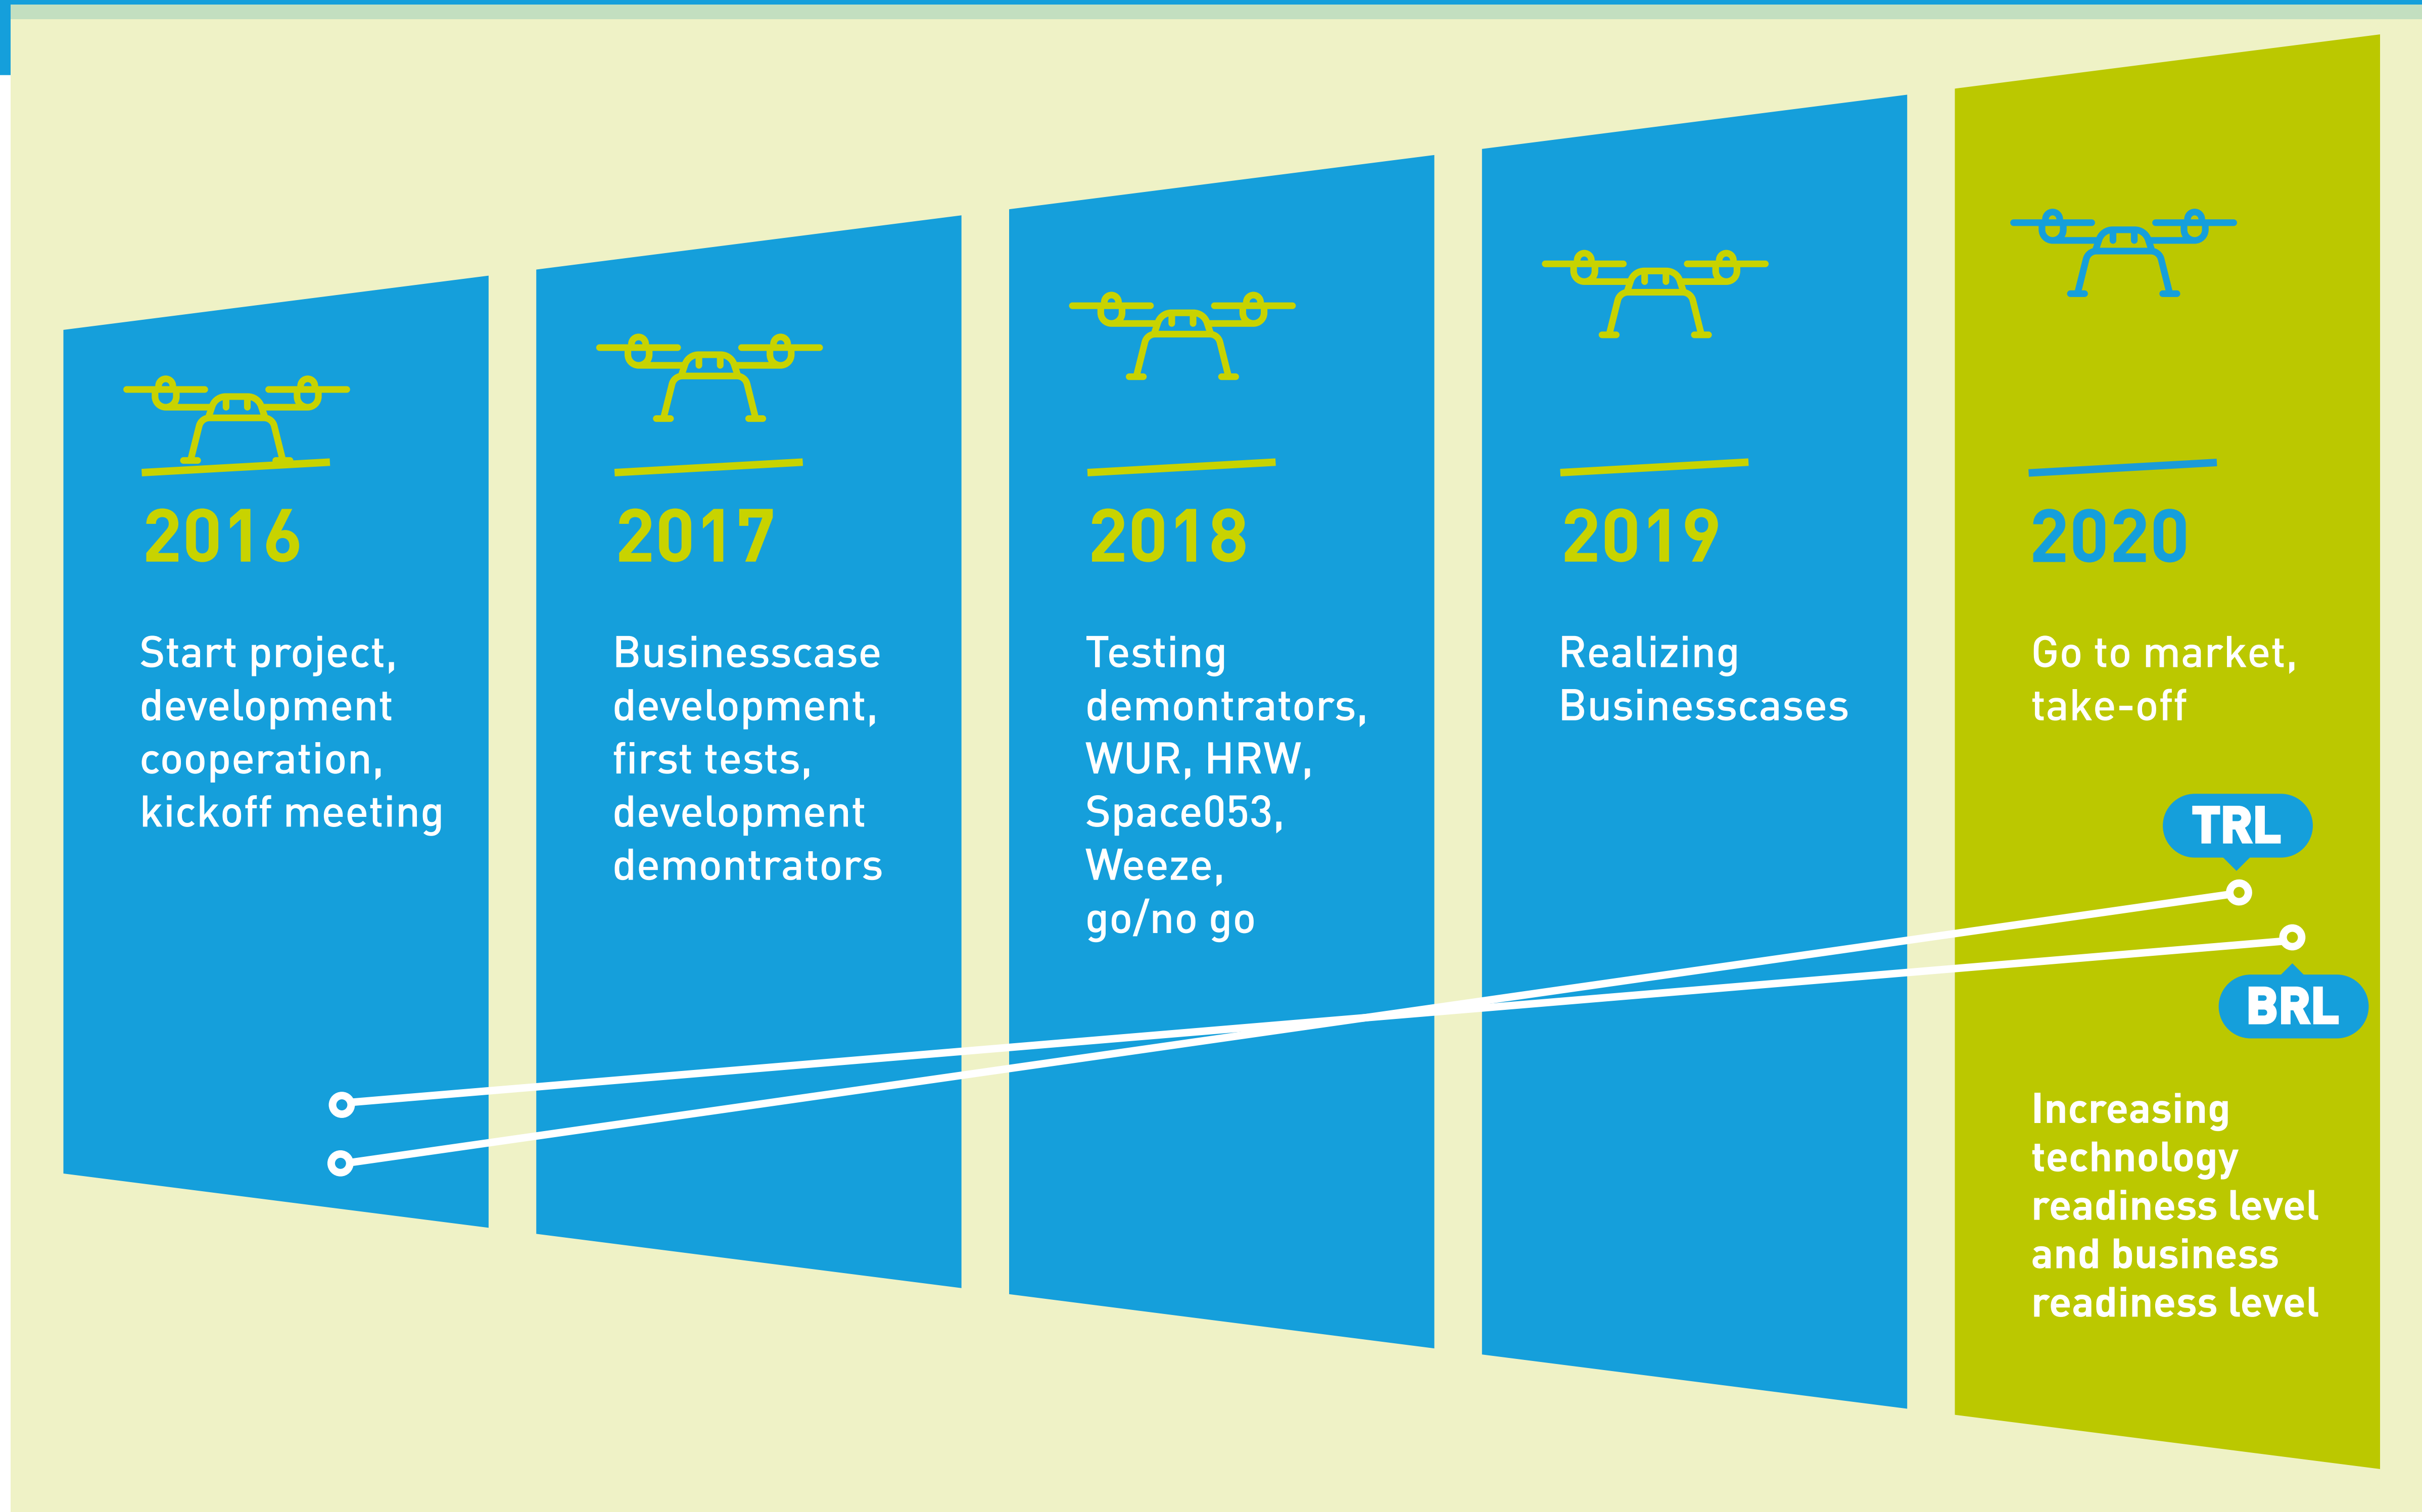 2016
Start project,
development
cooperation,
kickoff meeting
2017
Businesscase
development,
first tests,
development
demontrators
2018
Testing
demontrators,
WUR, HRW,
Space053,
Weeze,
go/no go
2019
Realizing
Businesscases
2020
Go to market,
take-off
TRL
BRL
Increasing
technology
readiness level
and business
readiness level